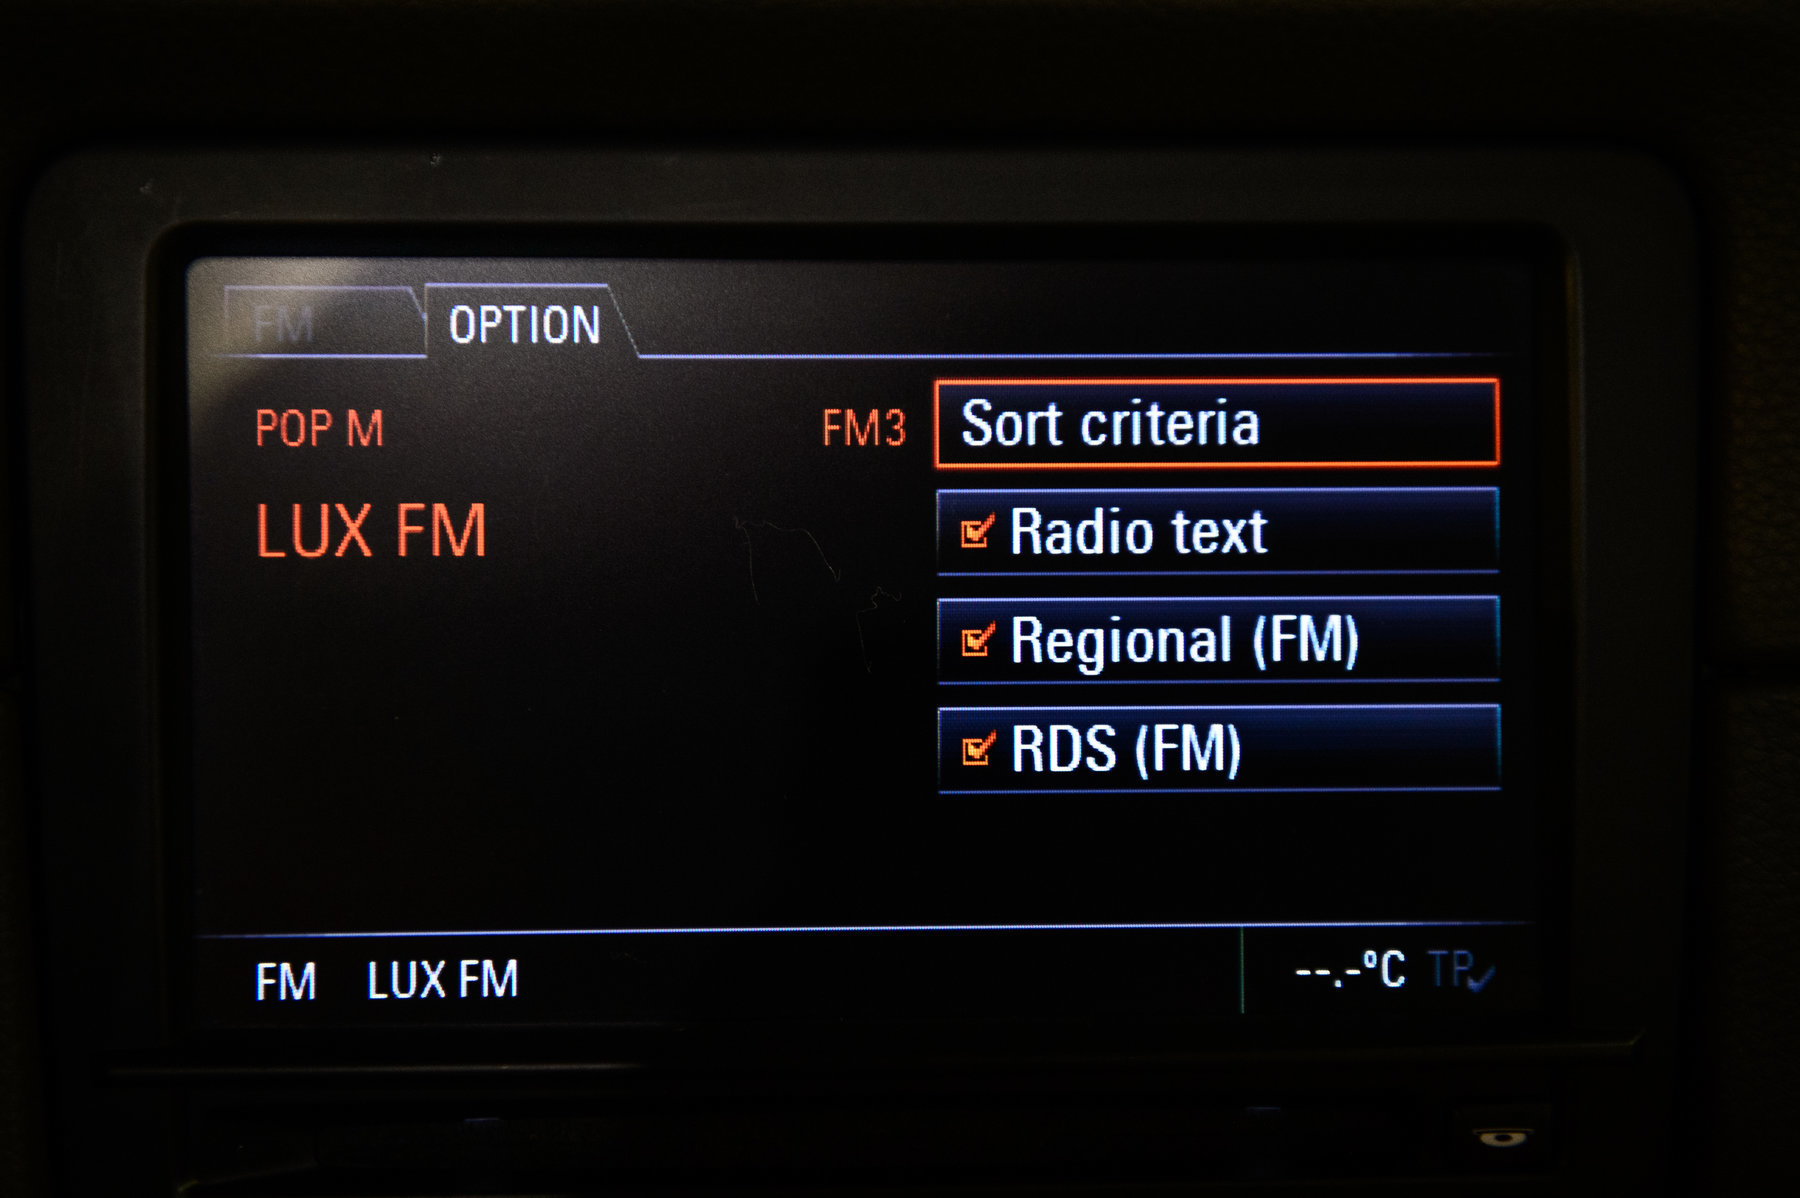 FM OPTION
POP M FM3 Sort criteria
LUX FM Radio text
Regional (FM)
RDS (FM)
FM LUX FM --.-°C TP